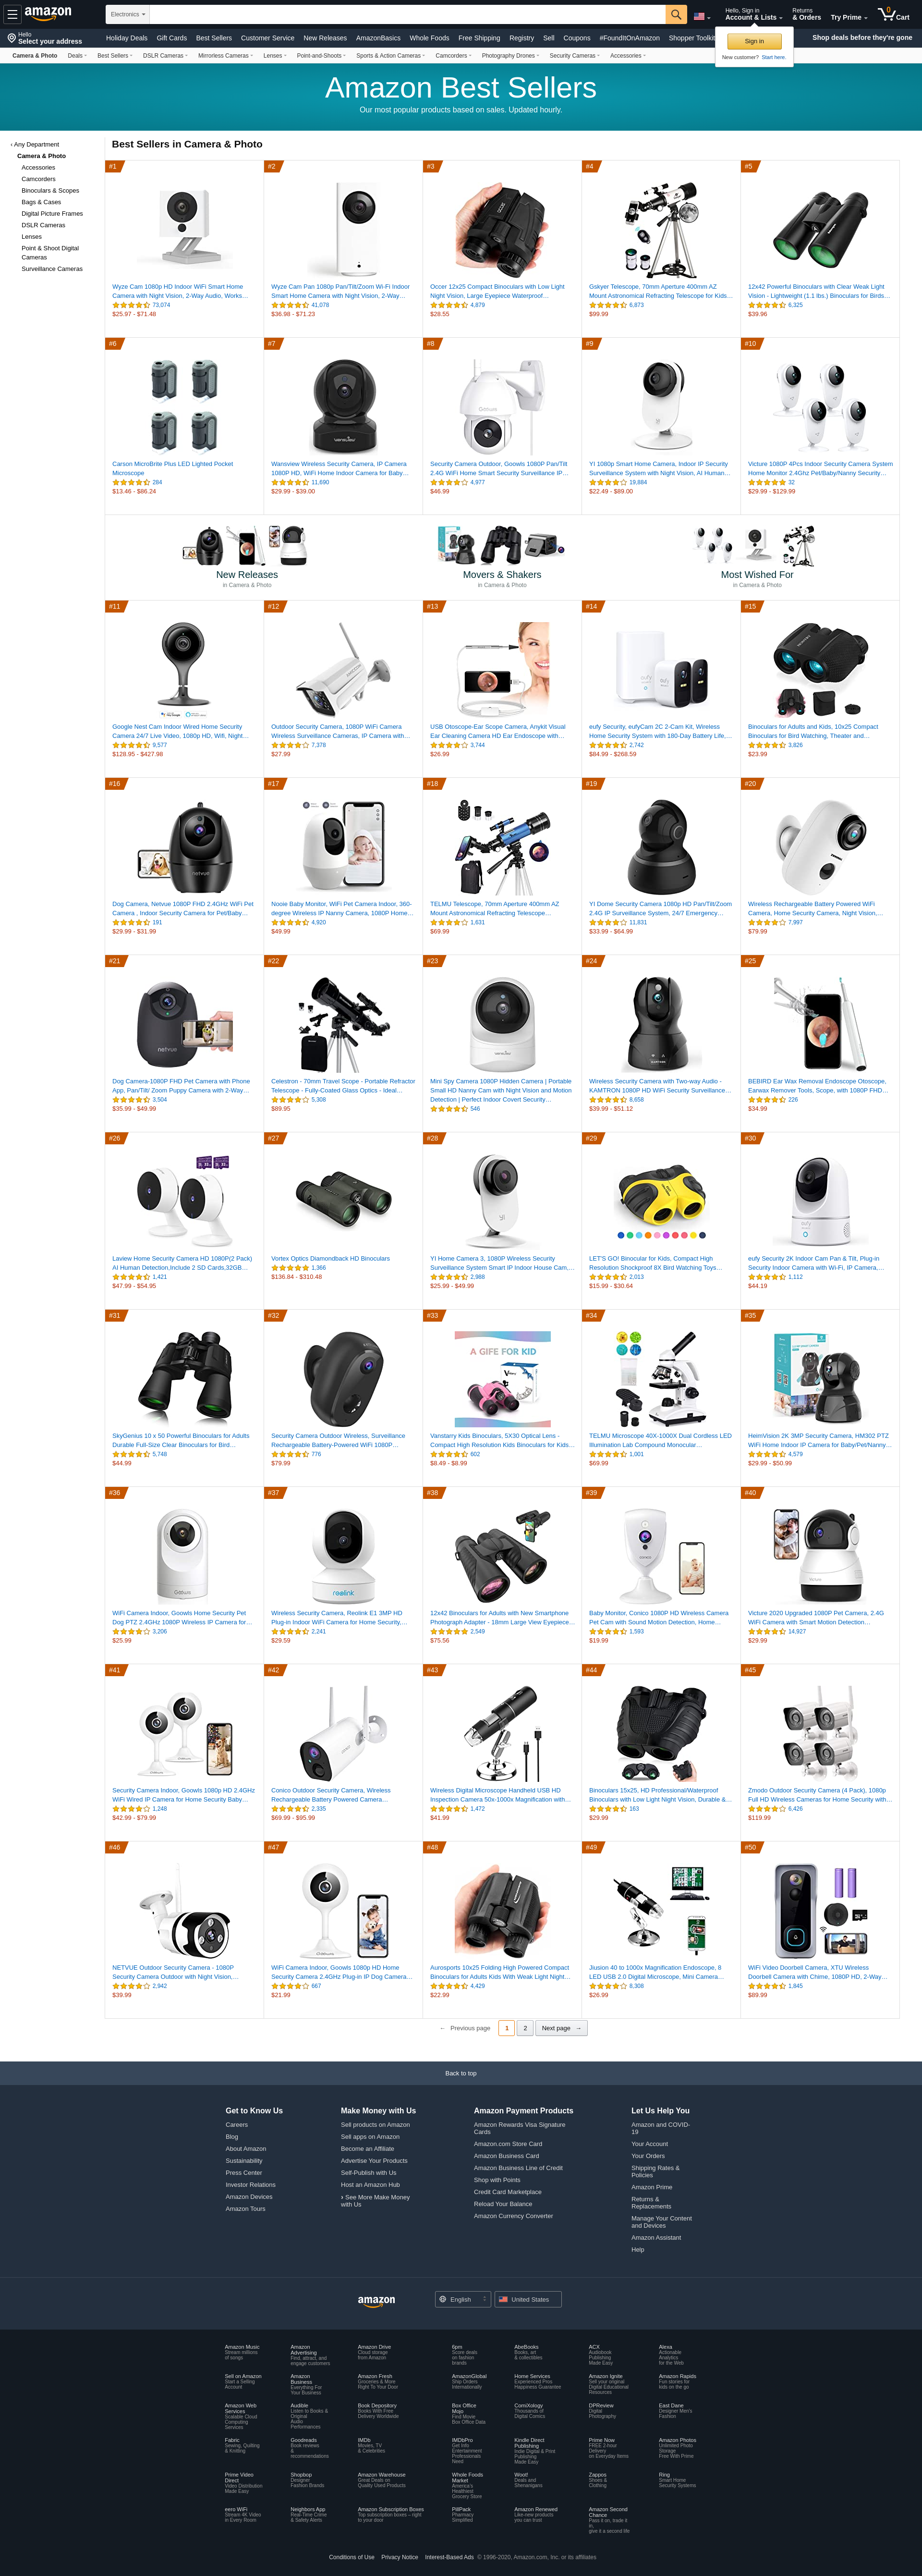 amazon
Electronics
Hello, Sign in
Account & Lists
Returns
& Orders
Try Prime
0
Cart
Hello
Select your address
Holiday Deals Gift Cards Best Sellers Customer Service New Releases AmazonBasics Whole Foods Free Shipping Registry Sell Coupons #FoundItOnAmazon Shopper Toolkit
Shop deals before they're gone
Sign in
New customer? Start here.
Camera & Photo Deals Best Sellers DSLR Cameras Mirrorless Cameras Lenses Point-and-Shoots Sports & Action Cameras Camcorders Photography Drones Security Cameras Accessories
Amazon Best Sellers
Our most popular products based on sales. Updated hourly.
‹ Any Department
Camera & Photo
Accessories
Camcorders
Binoculars & Scopes
Bags & Cases
Digital Picture Frames
DSLR Cameras
Lenses
Point & Shoot Digital
Cameras
Surveillance Cameras
Best Sellers in Camera & Photo
#1
Wyze Cam 1080p HD Indoor WiFi Smart Home
Camera with Night Vision, 2-Way Audio, Works…
73,074
$25.97 - $71.48
#2
Wyze Cam Pan 1080p Pan/Tilt/Zoom Wi-Fi Indoor
Smart Home Camera with Night Vision, 2-Way…
41,078
$36.98 - $71.23
#3
Occer 12x25 Compact Binoculars with Low Light
Night Vision, Large Eyepiece Waterproof…
4,879
$28.55
#4
Gskyer Telescope, 70mm Aperture 400mm AZ
Mount Astronomical Refracting Telescope for Kids…
6,873
$99.99
#5
12x42 Powerful Binoculars with Clear Weak Light
Vision - Lightweight (1.1 lbs.) Binoculars for Birds…
6,325
$39.96
#6
Carson MicroBrite Plus LED Lighted Pocket
Microscope
284
$13.46 - $86.24
#7
Wansview Wireless Security Camera, IP Camera
1080P HD, WiFi Home Indoor Camera for Baby…
11,690
$29.99 - $39.00
#8
Security Camera Outdoor, Goowls 1080P Pan/Tilt
2.4G WiFi Home Smart Security Surveillance IP…
4,977
$46.99
#9
YI 1080p Smart Home Camera, Indoor IP Security
Surveillance System with Night Vision, AI Human…
19,884
$22.49 - $89.00
#10
Victure 1080P 4Pcs Indoor Security Camera System
Home Monitor 2.4Ghz Pet/Baby/Nanny Security…
32
$29.99 - $129.99
New Releases
in Camera & Photo
Movers & Shakers
in Camera & Photo
Most Wished For
in Camera & Photo
#11
Google Nest Cam Indoor Wired Home Security
Camera 24/7 Live Video, 1080p HD, Wifi, Night…
9,577
$128.95 - $427.98
#12
Outdoor Security Camera, 1080P WiFi Camera
Wireless Surveillance Cameras, IP Camera with…
7,378
$27.99
#13
USB Otoscope-Ear Scope Camera, Anykit Visual
Ear Cleaning Camera HD Ear Endoscope with…
3,744
$26.99
#14
eufy Security, eufyCam 2C 2-Cam Kit, Wireless
Home Security System with 180-Day Battery Life,…
2,742
$84.99 - $268.59
#15
Binoculars for Adults and Kids, 10x25 Compact
Binoculars for Bird Watching, Theater and…
3,826
$23.99
#16
netvue
Dog Camera, Netvue 1080P FHD 2.4GHz WiFi Pet
Camera , Indoor Security Camera for Pet/Baby…
191
$29.99 - $31.99
#17
Nooie Baby Monitor, WiFi Pet Camera Indoor, 360-
degree Wireless IP Nanny Camera, 1080P Home…
4,920
$49.99
#18
TELMU Telescope, 70mm Aperture 400mm AZ
Mount Astronomical Refracting Telescope…
1,631
$69.99
#19
YI Dome Security Camera 1080p HD Pan/Tilt/Zoom
2.4G IP Surveillance System, 24/7 Emergency…
11,831
$33.99 - $64.99
#20
Wireless Rechargeable Battery Powered WiFi
Camera, Home Security Camera, Night Vision,…
7,997
$79.99
#21
netvue
Dog Camera-1080P FHD Pet Camera with Phone
App, Pan/Tilt/ Zoom Puppy Camera with 2-Way…
3,504
$35.99 - $49.99
#22
Celestron - 70mm Travel Scope - Portable Refractor
Telescope - Fully-Coated Glass Optics - Ideal…
5,308
$89.95
#23
Mini Spy Camera 1080P Hidden Camera | Portable
Small HD Nanny Cam with Night Vision and Motion
Detection | Perfect Indoor Covert Security…
546
#24
Wireless Security Camera with Two-way Audio -
KAMTRON 1080P HD WiFi Security Surveillance…
8,658
$39.99 - $51.12
#25
BEBIRD Ear Wax Removal Endoscope Otoscope,
Earwax Remover Tools, Scope, with 1080P FHD…
226
$34.99
#26
Laview Home Security Camera HD 1080P(2 Pack)
AI Human Detection,Include 2 SD Cards,32GB…
1,421
$47.99 - $54.95
#27
Vortex Optics Diamondback HD Binoculars
1,366
$136.84 - $310.48
#28
YI Home Camera 3, 1080P Wireless Security
Surveillance System Smart IP Indoor House Cam,…
2,988
$25.99 - $49.99
#29
LET'S GO! Binocular for Kids, Compact High
Resolution Shockproof 8X Bird Watching Toys…
2,013
$15.99 - $30.64
#30
eufy Security 2K Indoor Cam Pan & Tilt, Plug-in
Security Indoor Camera with Wi-Fi, IP Camera,…
1,112
$44.19
#31
SkyGenius 10 x 50 Powerful Binoculars for Adults
Durable Full-Size Clear Binoculars for Bird…
5,748
$44.99
#32
Security Camera Outdoor Wireless, Surveillance
Rechargeable Battery-Powered WiFi 1080P…
776
$79.99
#33
A GIFE FOR KID
Vanstarry Kids Binoculars, 5X30 Optical Lens -
Compact High Resolution Kids Binoculars for Kids…
602
$8.49 - $8.99
#34
TELMU Microscope 40X-1000X Dual Cordless LED
Illumination Lab Compound Monocular…
1,001
$69.99
#35
HeimVision 2K 3MP Security Camera, HM302 PTZ
WiFi Home Indoor IP Camera for Baby/Pet/Nanny…
4,579
$29.99 - $50.99
#36
Goowls
WiFi Camera Indoor, Goowls Home Security Pet
Dog PTZ 2.4GHz 1080P Wireless IP Camera for…
3,206
$25.99
#37
reolink
Wireless Security Camera, Reolink E1 3MP HD
Plug-in Indoor WiFi Camera for Home Security,…
2,241
$29.59
#38
12x42 Binoculars for Adults with New Smartphone
Photograph Adapter - 18mm Large View Eyepiece…
2,549
$75.56
#39
Baby Monitor, Conico 1080P HD Wireless Camera
Pet Cam with Sound Motion Detection, Home…
1,593
$19.99
#40
Victure 2020 Upgraded 1080P Pet Camera, 2.4G
WiFi Camera with Smart Motion Detection…
14,927
$29.99
#41
Security Camera Indoor, Goowls 1080p HD 2.4GHz
WiFi Wired IP Camera for Home Security Baby…
1,248
$42.99 - $79.99
#42
Conico Outdoor Security Camera, Wireless
Rechargeable Battery Powered Camera…
2,335
$69.99 - $95.99
#43
Wireless Digital Microscope Handheld USB HD
Inspection Camera 50x-1000x Magnification with…
1,472
$41.99
#44
Binoculars 15x25, HD Professional/Waterproof
Binoculars with Low Light Night Vision, Durable &…
163
$29.99
#45
Zmodo Outdoor Security Camera (4 Pack), 1080p
Full HD Wireless Cameras for Home Security with…
6,426
$119.99
#46
NETVUE Outdoor Security Camera - 1080P
Security Camera Outdoor with Night Vision,…
2,942
$39.99
#47
WiFi Camera Indoor, Goowls 1080p HD Home
Security Camera 2.4GHz Plug-in IP Dog Camera…
667
$21.99
#48
Aurosports 10x25 Folding High Powered Compact
Binoculars for Adults Kids With Weak Light Night…
4,429
$22.99
#49
Jiusion 40 to 1000x Magnification Endoscope, 8
LED USB 2.0 Digital Microscope, Mini Camera…
8,308
$26.99
#50
WiFi Video Doorbell Camera, XTU Wireless
Doorbell Camera with Chime, 1080P HD, 2-Way…
1,845
$89.99
← Previous page 1 2 Next page →
Back to top
Get to Know Us
Careers
Blog
About Amazon
Sustainability
Press Center
Investor Relations
Amazon Devices
Amazon Tours
Make Money with Us
Sell products on Amazon
Sell apps on Amazon
Become an Affiliate
Advertise Your Products
Self-Publish with Us
Host an Amazon Hub
› See More Make Money
with Us
Amazon Payment Products
Amazon Rewards Visa Signature
Cards
Amazon.com Store Card
Amazon Business Card
Amazon Business Line of Credit
Shop with Points
Credit Card Marketplace
Reload Your Balance
Amazon Currency Converter
Let Us Help You
Amazon and COVID-
19
Your Account
Your Orders
Shipping Rates &
Policies
Amazon Prime
Returns &
Replacements
Manage Your Content
and Devices
Amazon Assistant
Help
amazon
English
United States
Amazon Music
Stream millions
of songs
Amazon
Advertising
Find, attract, and
engage customers
Amazon Drive
Cloud storage
from Amazon
6pm
Score deals
on fashion
brands
AbeBooks
Books, art
& collectibles
ACX
Audiobook
Publishing
Made Easy
Alexa
Actionable
Analytics
for the Web
Sell on Amazon
Start a Selling
Account
Amazon
Business
Everything For
Your Business
Amazon Fresh
Groceries & More
Right To Your Door
AmazonGlobal
Ship Orders
Internationally
Home Services
Experienced Pros
Happiness Guarantee
Amazon Ignite
Sell your original
Digital Educational
Resources
Amazon Rapids
Fun stories for
kids on the go
Amazon Web
Services
Scalable Cloud
Computing
Services
Audible
Listen to Books &
Original
Audio
Performances
Book Depository
Books With Free
Delivery Worldwide
Box Office
Mojo
Find Movie
Box Office Data
ComiXology
Thousands of
Digital Comics
DPReview
Digital
Photography
East Dane
Designer Men's
Fashion
Fabric
Sewing, Quilting
& Knitting
Goodreads
Book reviews
&
recommendations
IMDb
Movies, TV
& Celebrities
IMDbPro
Get Info
Entertainment
Professionals
Need
Kindle Direct
Publishing
Indie Digital & Print
Publishing
Made Easy
Prime Now
FREE 2-hour
Delivery
on Everyday Items
Amazon Photos
Unlimited Photo
Storage
Free With Prime
Prime Video
Direct
Video Distribution
Made Easy
Shopbop
Designer
Fashion Brands
Amazon Warehouse
Great Deals on
Quality Used Products
Whole Foods
Market
America's
Healthiest
Grocery Store
Woot!
Deals and
Shenanigans
Zappos
Shoes &
Clothing
Ring
Smart Home
Security Systems
eero WiFi
Stream 4K Video
in Every Room
Neighbors App
Real-Time Crime
& Safety Alerts
Amazon Subscription Boxes
Top subscription boxes – right
to your door
PillPack
Pharmacy
Simplified
Amazon Renewed
Like-new products
you can trust
Amazon Second
Chance
Pass it on, trade it
in,
give it a second life
Conditions of Use Privacy Notice Interest-Based Ads © 1996-2020, Amazon.com, Inc. or its affiliates